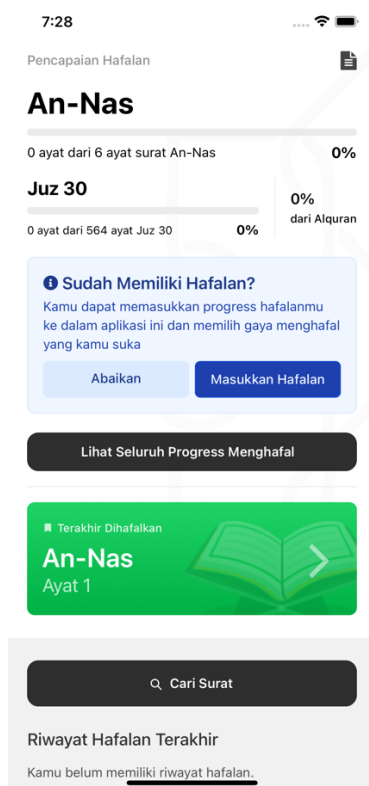 7:28
Pencapaian Hafalan
An-Nas
0 ayat dari 6 ayat surat An-Nas
0%
Juz 30
0 ayat dari 564 ayat Juz 30
0%
0%
dari Alquran
Sudah Memiliki Hafalan?
Kamu dapat memasukkan progress hafalanmu
ke dalam aplikasi ini dan memilih gaya menghafal
yang kamu suka
Abaikan
Masukkan Hafalan
Lihat Seluruh Progress Menghafal
Terakhir Dihafalkan
An-Nas
Ayat 1
Cari Surat
Riwayat Hafalan Terakhir
Kamu belum memiliki riwayat hafalan.